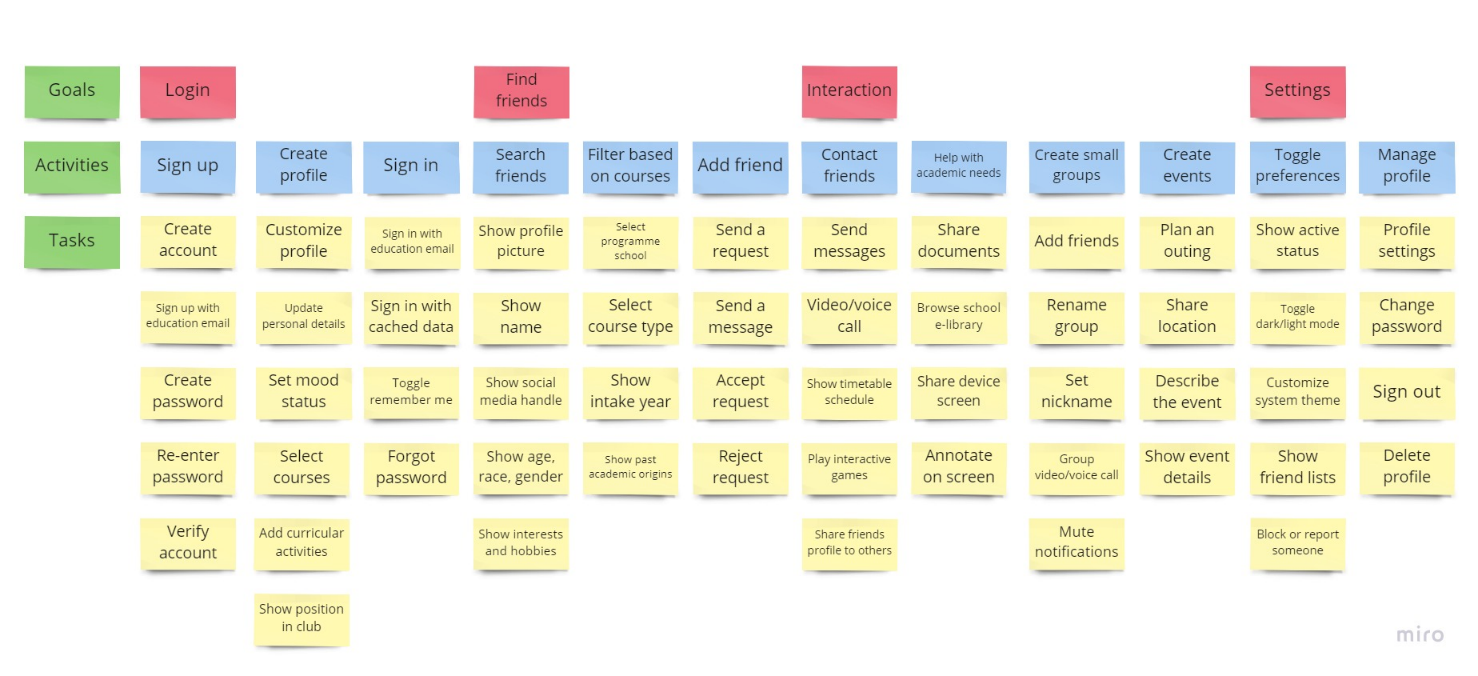 Goals
Login
Find
friends
Interaction
Settings
Activities
Sign up
Create
profile
Sign in
Search
friends
Filter based
on courses
Add friend
Contact
friends
Help with
academic needs
Create small
groups
Create
events
Toggle
preferences
Manage
profile
Tasks
Create
account
Customize
profile
Sign in with
education email
Show profile
picture
Select
programme
school
Send a
request
Send
messages
Share
documents
Add friends
Plan an
outing
Show active
status
Profile
settings
Sign up with
education email
Update
personal details
Sign in with
cached data
Show
name
Select
course type
Send a
message
Video/voice
call
Browse school
e-library
Rename
group
Share
location
Toggle
dark/light mode
Change
password
Create
password
Set mood
status
Toggle
remember me
Show social
media handle
Show
intake year
Accept
request
Show timetable
schedule
Share device
screen
Set
nickname
Describe
the event
Customize
system theme
Sign out
Re-enter
password
Select
courses
Forgot
password
Show age,
race, gender
Show past
academic origins
Reject
request
Play interactive
games
Annotate
on screen
Group
video/voice call
Show event
details
Show
friend lists
Delete
profile
Verify
account
Add curricular
activities
Show interests
and hobbies
Share friends
profile to others
Mute
notifications
Block or report
someone
Show position
in club
miro